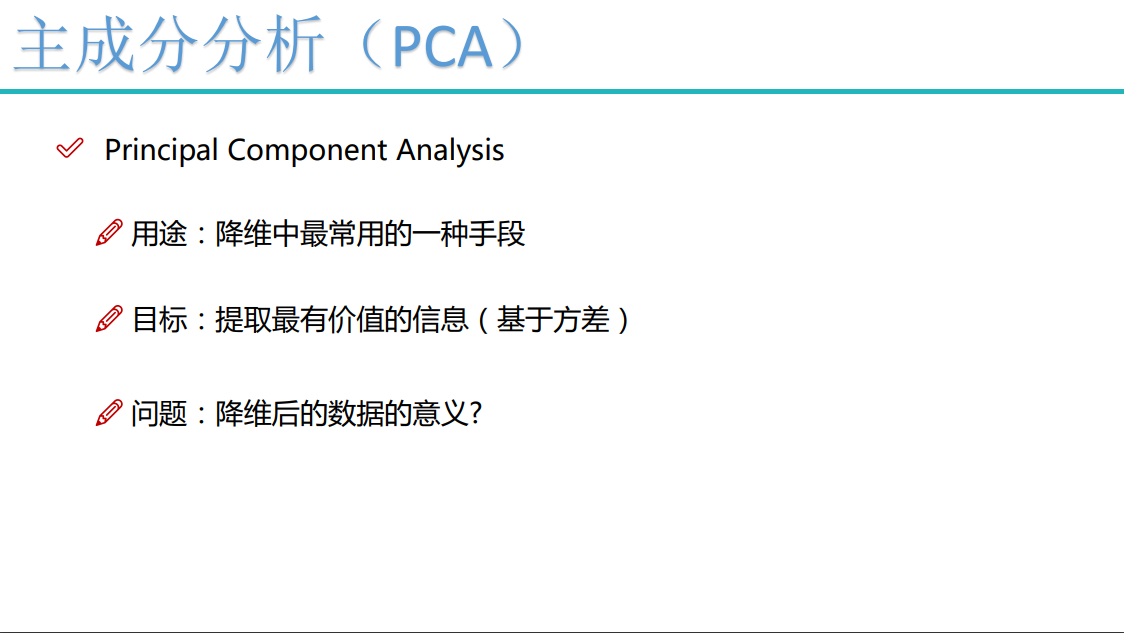 主成分分析（PCA）
Principal Component Analysis
用途：降维中最常用的一种手段
目标：提取最有价值的信息（基于方差）
问题：降维后的数据的意义？